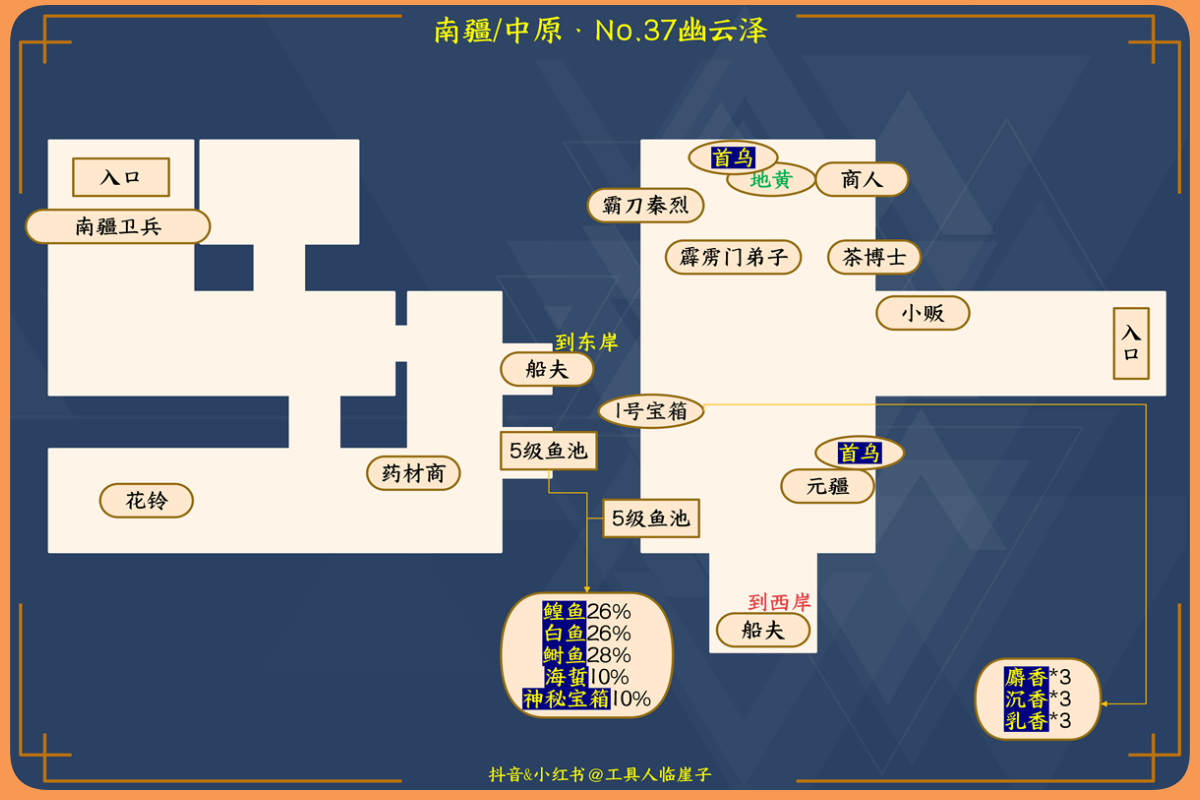 南疆/中原·No.37幽云泽
入口
南疆卫兵
首乌
地黄
商人
霸刀秦烈
霹雳门弟子
茶博士
小贩
入口
到东岸
船夫
1号宝箱
5级鱼池
首乌
药材商
元疆
花铃
5级鱼池
到西岸
船夫
鳇鱼26%
白鱼26%
鲥鱼28%
海蜇10%
神秘宝箱10%
麝香*3
沉香*3
乳香*3
抖音&小红书@工具人临崖子